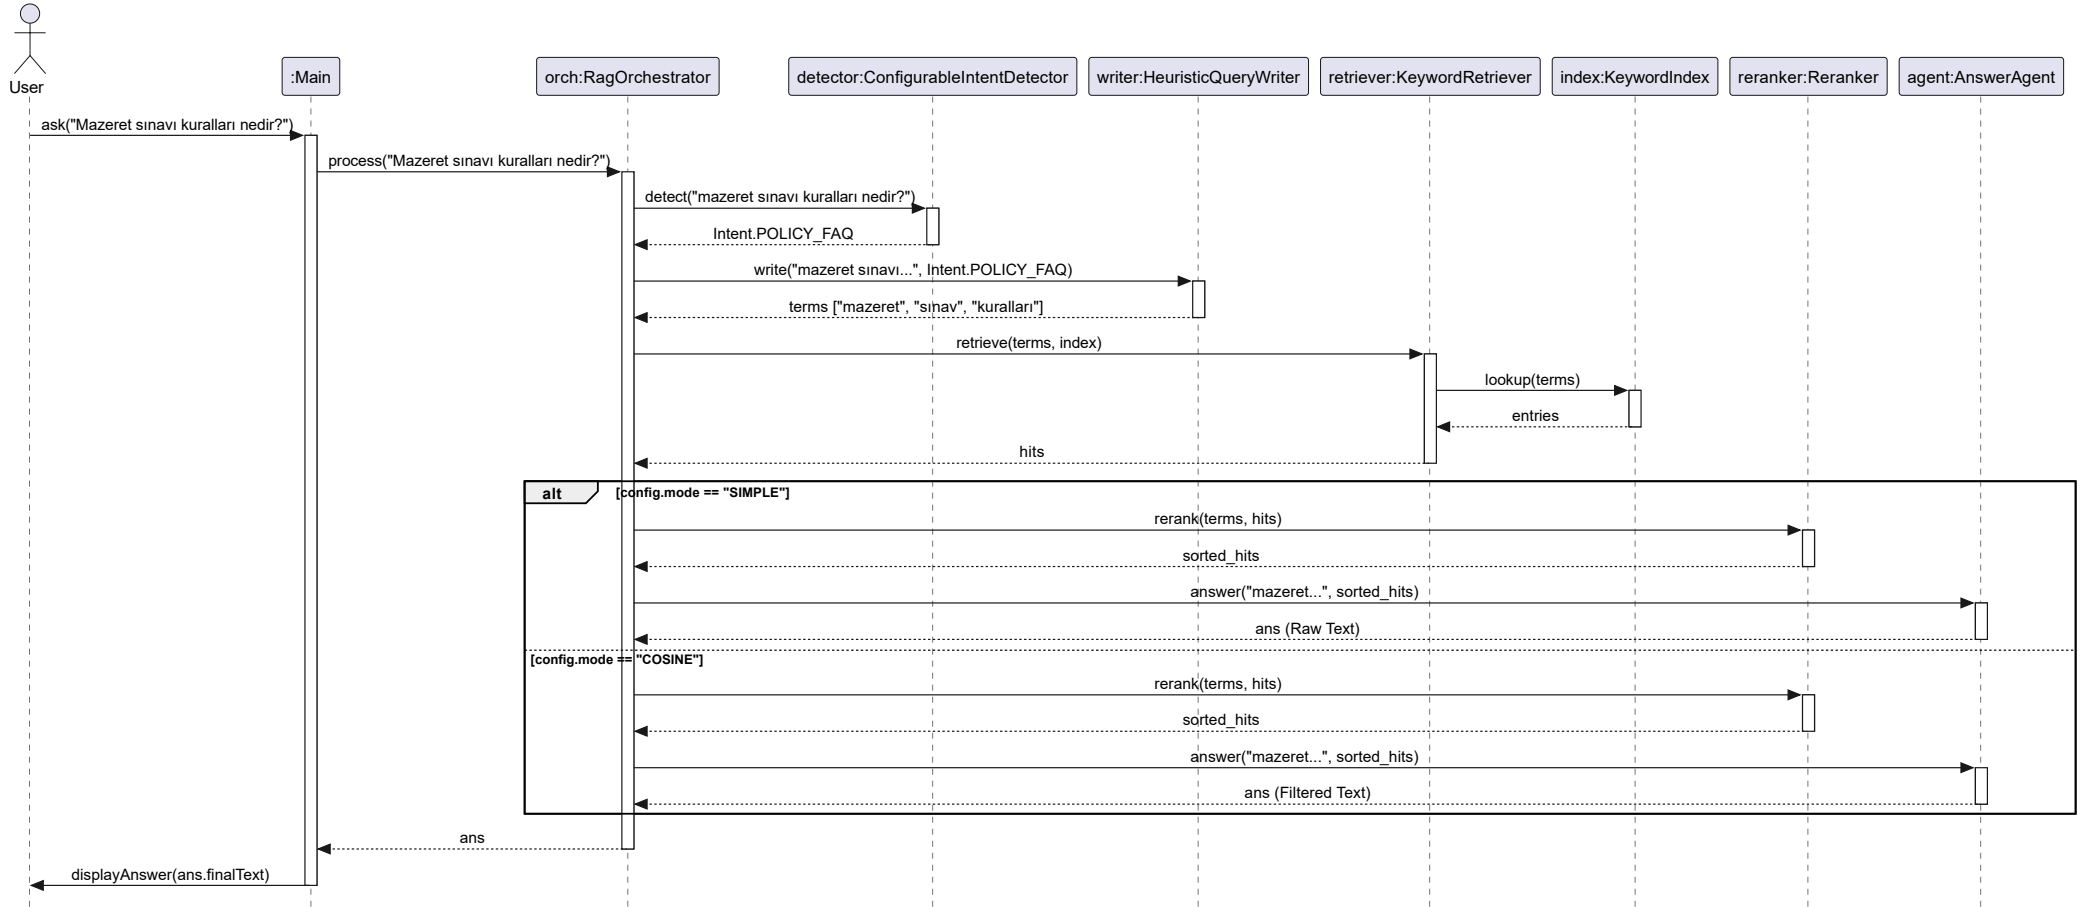 User
:Main
orch:RagOrchestrator
detector:ConfigurableIntentDetector
writer:HeuristicQueryWriter
retriever:KeywordRetriever
index:KeywordIndex
reranker:Reranker
agent:AnswerAgent
ask("Mazeret sınavı kuralları nedir?")
process("Mazeret sınavı kuralları nedir?")
detect("mazeret sınavı kuralları nedir?")
Intent.POLICY_FAQ
write("mazeret sınavı...", Intent.POLICY_FAQ)
terms ["mazeret", "sınav", "kuralları"]
retrieve(terms, index)
lookup(terms)
entries
hits
alt
[config.mode == "SIMPLE"]
rerank(terms, hits)
sorted_hits
answer("mazeret...", sorted_hits)
ans (Raw Text)
[config.mode == "COSINE"]
rerank(terms, hits)
sorted_hits
answer("mazeret...", sorted_hits)
ans (Filtered Text)
ans
displayAnswer(ans.finalText)